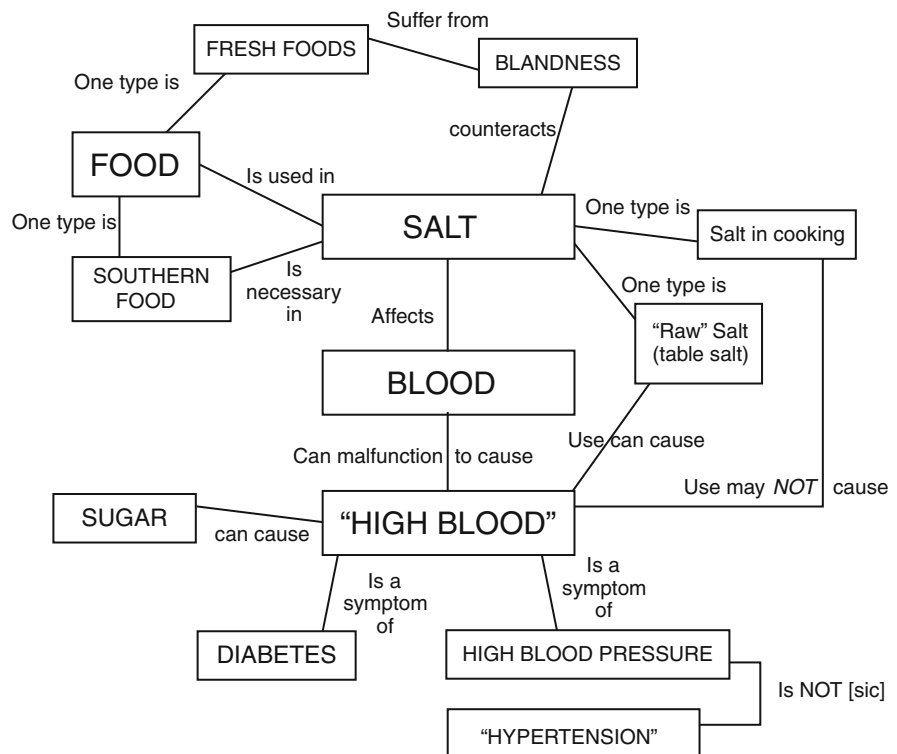 Suffer from
FRESH FOODS
BLANDNESS
One type is
counteracts
FOOD
Is used in
SALT
One type is
Salt in cooking
One type is
SOUTHERN
FOOD
Is
necessary
in
One type is
"Raw" Salt
(table salt)
Affects
BLOOD
Use can cause
Can malfunction to cause
Use may NOT cause
SUGAR
can cause
"HIGH BLOOD"
Is a
symptom
of
Is a
symptom
of
DIABETES
HIGH BLOOD PRESSURE
Is NOT [sic]
"HYPERTENSION"